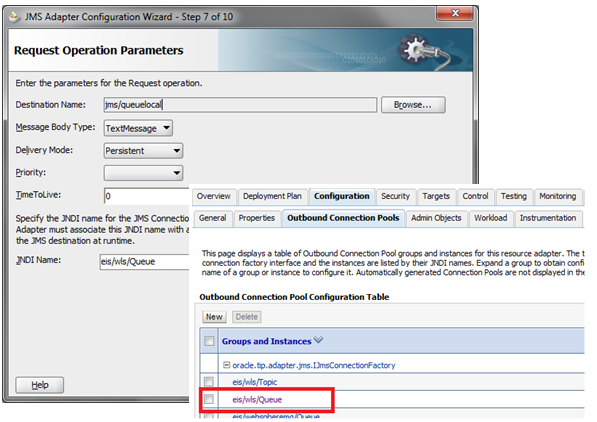 JMS Adapter Configuration Wizard - Step 7 of 10
Request Operation Parameters
Enter the parameters for the Request operation.
Destination Name: jms/queuelocal Browse...
Message Body Type: TextMessage
Delivery Mode: Persistent
Priority:
TimeToLive: 0
Specify the JNDI name for the JMS Connection
Adapter must associate this JNDI name with a
the JMS destination at runtime.
JNDI Name: eis/wls/Queue
Help
Overview Deployment Plan Configuration Security Targets Control Testing Monitoring
General Properties Outbound Connection Pools Admin Objects Workload Instrumentation
This page displays a table of Outbound Connection Pool groups and instances for this resource adapter. The t
connection factory interface and the instances are listed by their JNDI names. Expand a group to obtain confi
name of a group or instance to configure it. Automatically generated Connection Pools are not displayed in the
Outbound Connection Pool Configuration Table
New Delete
Groups and Instances
oracle.tip.adapter.jms.IJmsConnectionFactory
eis/wls/Topic
eis/wls/Queue
eis/webspheremq/Queue